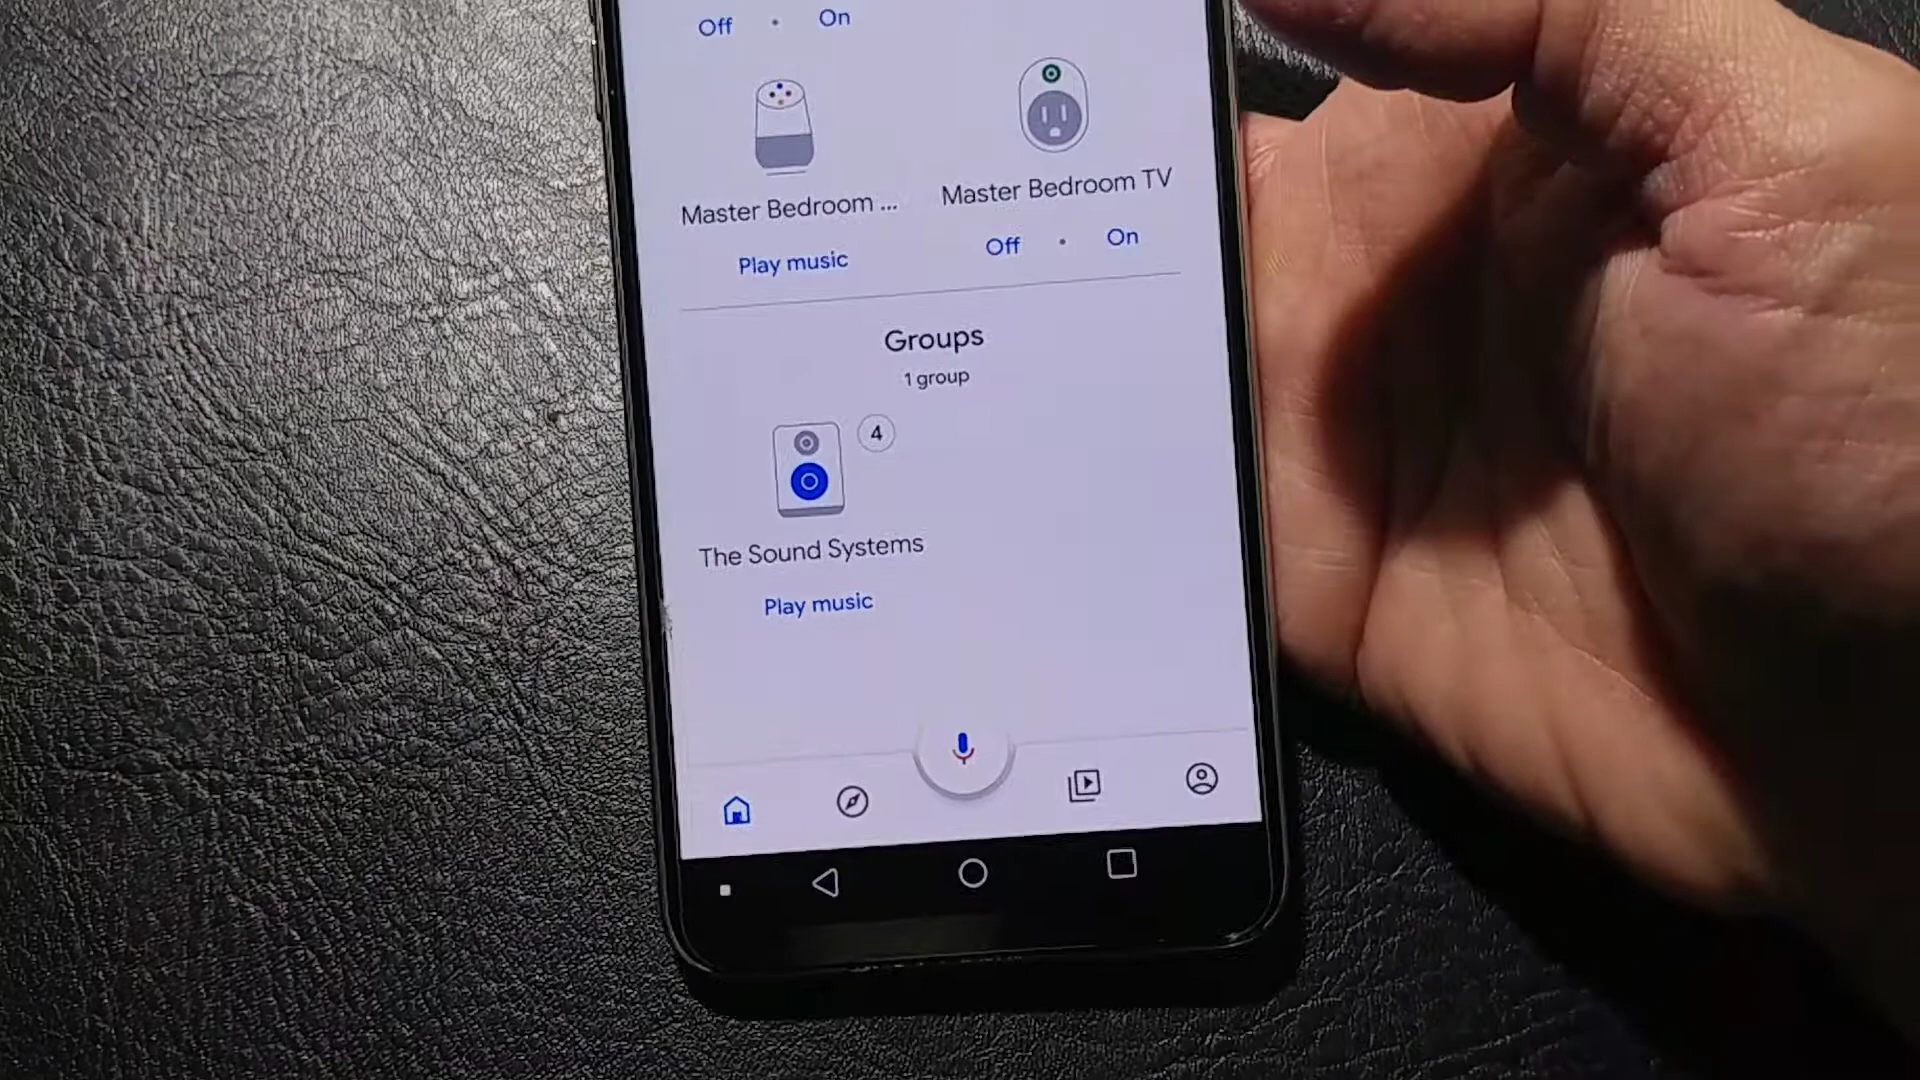 Off • On
Master Bedroom ...
Play music
Master Bedroom TV
Off • On
Groups
1 group
4
The Sound Systems
Play music